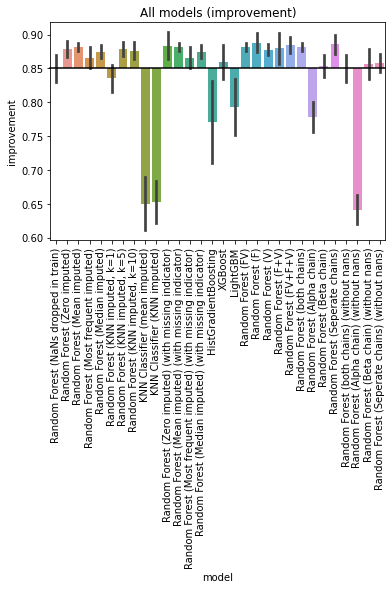 All models (improvement)
improvement
0.90
0.85
0.80
0.75
0.70
0.65
0.60
Random Forest (NaNs dropped in train)
Random Forest (Zero imputed)
Random Forest (Mean imputed)
Random Forest (Most frequent imputed)
Random Forest (Median imputed)
Random Forest (KNN imputed, k=1)
Random Forest (KNN imputed, k=5)
Random Forest (KNN imputed, k=10)
KNN Classifier (mean imputed)
KNN Classifier (KNN imputed)
Random Forest (Zero imputed) (with missing indicator)
Random Forest (Mean imputed) (with missing indicator)
Random Forest (Most frequent imputed) (with missing indicator)
Random Forest (Median imputed) (with missing indicator)
HistGradientBoosting
XGBoost
LightGBM
Random Forest (FV)
Random Forest (F)
Random Forest (V)
Random Forest (F+V)
Random Forest (FV+F+V)
Random Forest (both chains)
Random Forest (Alpha chain)
Random Forest (Beta chain)
Random Forest (Seperate chains)
Random Forest (both chains) (without nans)
Random Forest (Alpha chain) (without nans)
Random Forest (Beta chain) (without nans)
Random Forest (Seperate chains) (without nans)
model